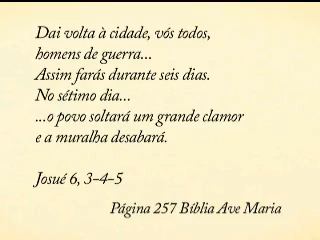 Dai volta à cidade, vós todos,
homens de guerra...
Assim farás durante seis dias.
No sétimo dia...
...o povo soltará um grande clamor
e a muralha desabará.
Josué 6, 3-4-5
Página 257 Bíblia Ave Maria